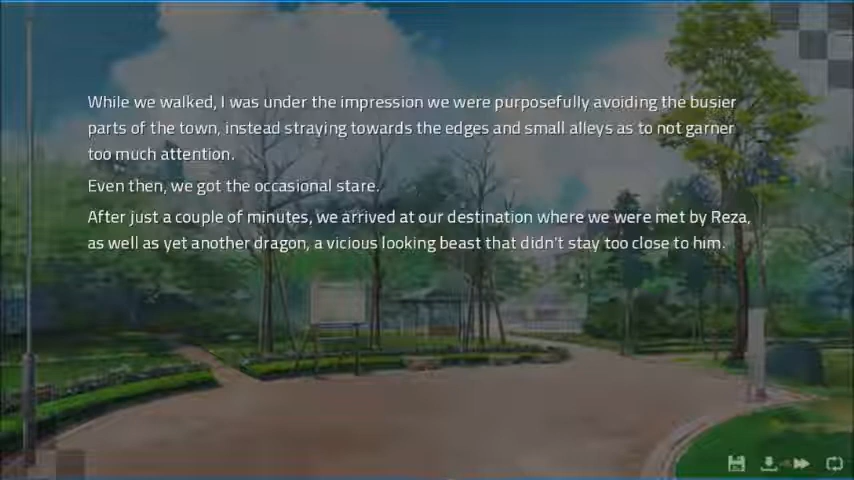 While we walked, I was under the impression we were purposefully avoiding the busier
parts of the town, instead straying towards the edges and small alleys as to not garner
too much attention.
Even then, we got the occasional stare.
After just a couple of minutes, we arrived at our destination where we were met by Reza,
as well as yet another dragon, a vicious looking beast that didn't stay too close to him.